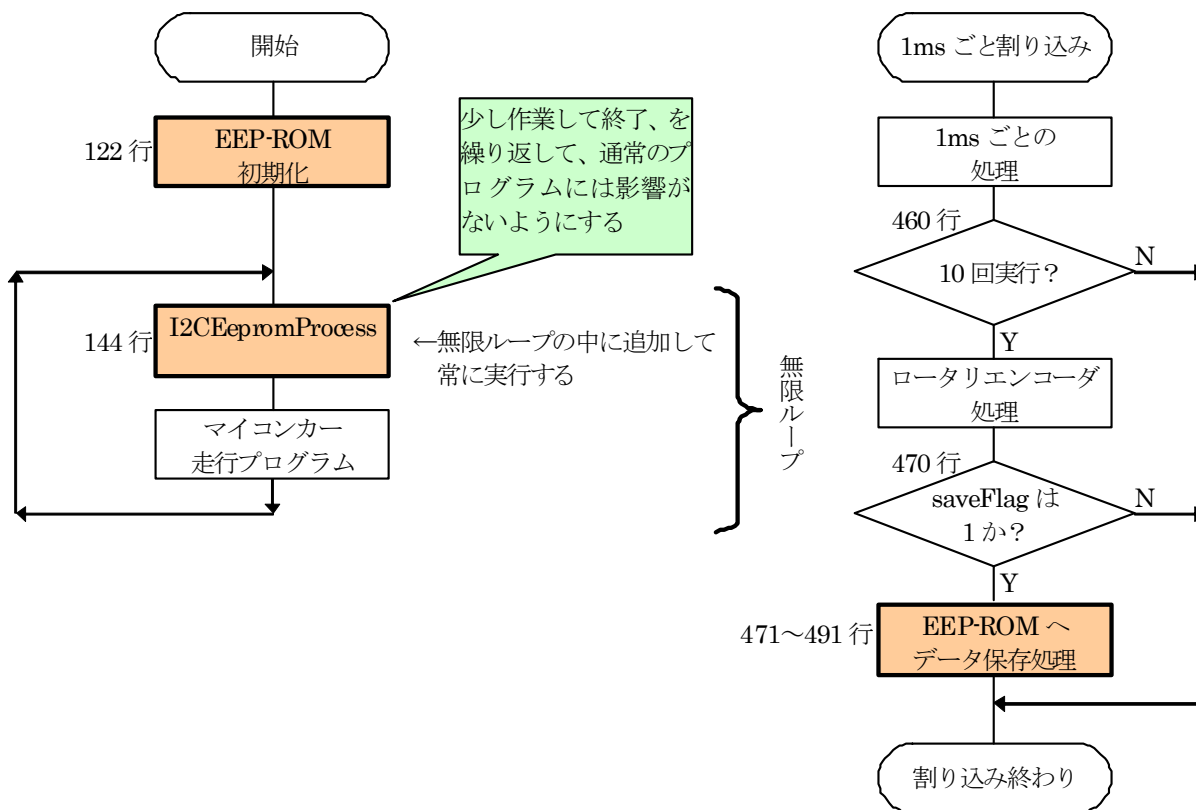 開始
122 行
EEP-ROM
初期化
少し作業して終了、を
繰り返して、通常のプ
ログラムには影響が
ないようにする
144 行
I2CEepromProcess
←無限ループの中に追加して
常に実行する
マイコンカー
走行プログラム
無限ループ
1ms ごと割り込み
1ms ごとの
処理
460 行
10 回実行？
N
Y
ロータリエンコーダ
処理
470 行
saveFlag は
1 か？
N
Y
471～491 行
EEP-ROM へ
データ保存処理
割り込み終わり